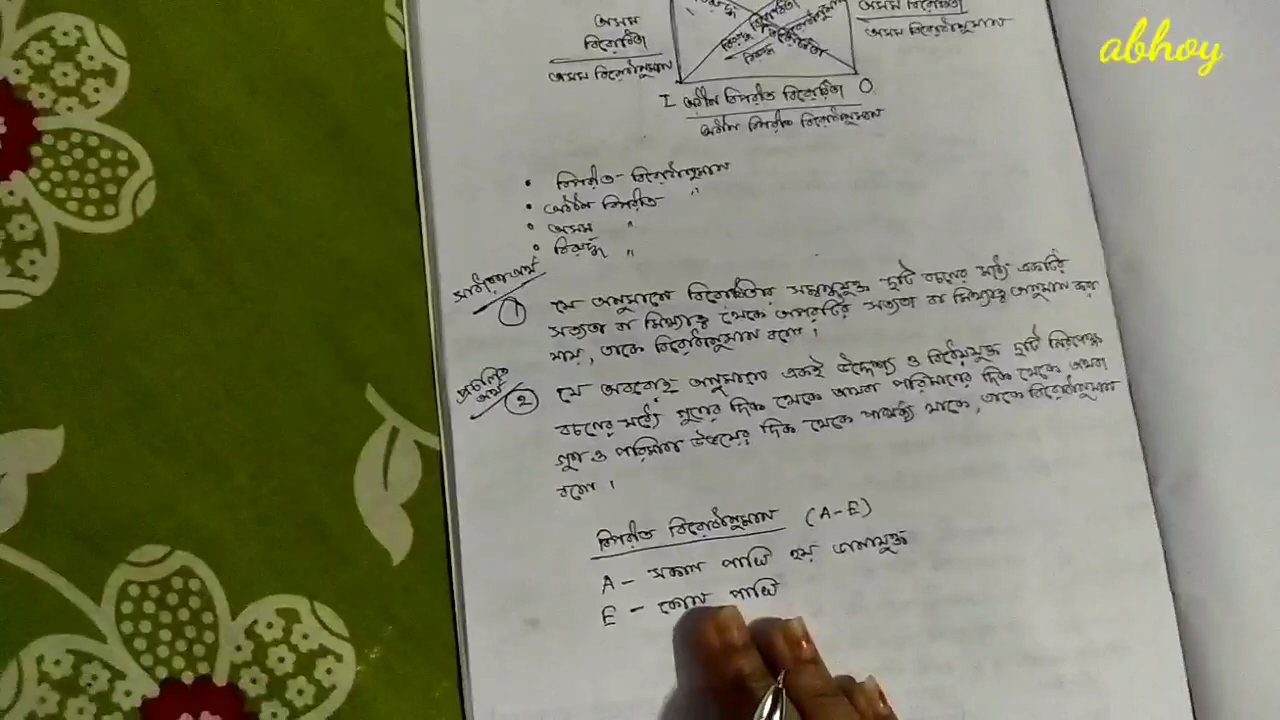 abhoy
অসম
বিরোধিতা
অসম বিরোধানুমান
অসম বিরোধিতা
অসম বিরোধানুমান
বিরুদ্ধ বিরোধিতা
I অধীন বিপরীত বিরোধিতা O
অধীন বিপরীত বিরোধানুমান
• বিপরীত-বিরোধানুমান
• অধীন বিপরীত "
• অসম "
• বিরুদ্ধ "
সাধারণ অর্থ
① যে অনুমানে বিরোধিতার সম্বন্ধযুক্ত দুটি বচনের মধ্যে একটির
সত্যতা বা মিথ্যাত্ব থেকে অপরটির সত্যতা বা মিথ্যাত্ব অনুমান করা
যায়, তাকে বিরোধানুমান বলে।
প্রচলিত
অর্থ
② যে অবরোহ অনুমানে একই উদ্দেশ্য ও বিধেয়যুক্ত দুটি নিরপেক্ষ
বচনের মধ্যে গুণের দিক থেকে অথবা পরিমাণের দিক থেকে অথবা
গুণ ও পরিমাণ উভয়ের দিক থেকে পার্থক্য থাকে, তাকে বিরোধানুমান
বলে।
বিপরীত বিরোধানুমান (A-E)
A - সকল পাখি হয় ডানাযুক্ত
E - কোন পাখি